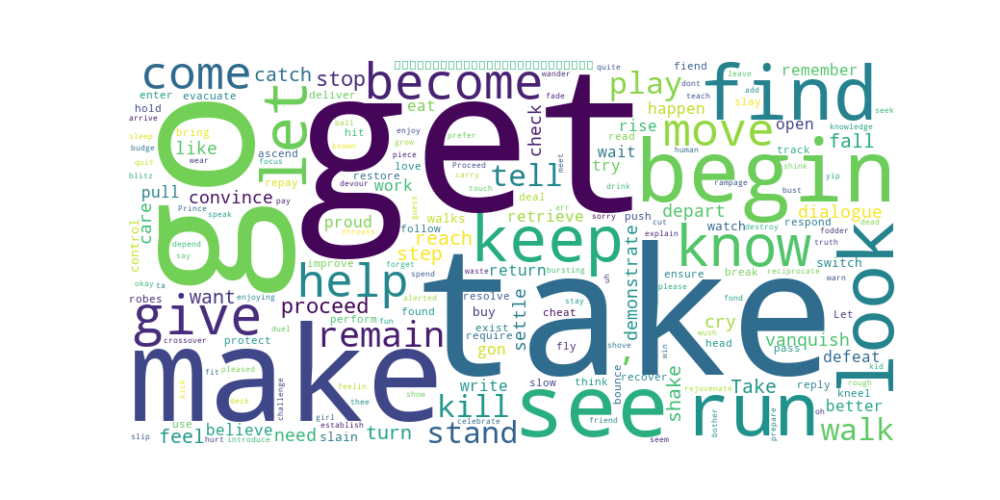 come
catch
stop
become
quite
wander
fiend
leave
remember
dont
find
play
add
enter
evacuate
deliver
fade
teach
slay
seek
hold
arrive
let
eat
check
happen
move
open
knowledge
go
get
begin
sleep
bring
ball
enjoy
hit
prefer
rise
read
fall
budge
like
known
grow
wait
human
track
shink
quit
wear
ascend
focus
piece
love
Proceed
meet
try
rampage
bust
yip
blitz
pull
repay
restore
devour
work
carry
tell
touch
drink
convince
pay
care
Prince
speak
proud
guess
walks
deal
retrieve
sorry
push
cut
depart
watch
respond
dialogue
dead
control
depend
say
throats
follow
reach
keep
explain
know
destroy
fodder
truth
look
step
improve
forget
waste
bursting
return
demonstrate
ensure
break
reciprocate
switch
warn
okay
ta
enjoying
help
spend
please
want
robes
give
proceed
alerted
found
resolve
buy
cheat
stay
settle
take
fond
Let
crossover
duel
perform
fun
remain
exist
require
gon
fly
,
shove
wush
cry
head
win
vanquish
pass
defeat
kid
protect
make
fit
pleased
feelin
slow
think
recover
bounce
shake
rejuvenate
Take
reply
rough
kneel
kick
deck
challenge
thee
show
write
kill
see
run
oh
better
use
girl
establish
celebrate
friend
bother
prepare
slip
feel
hurt
introduce
believe
need
slain
turn
stand
seem
walk
arr